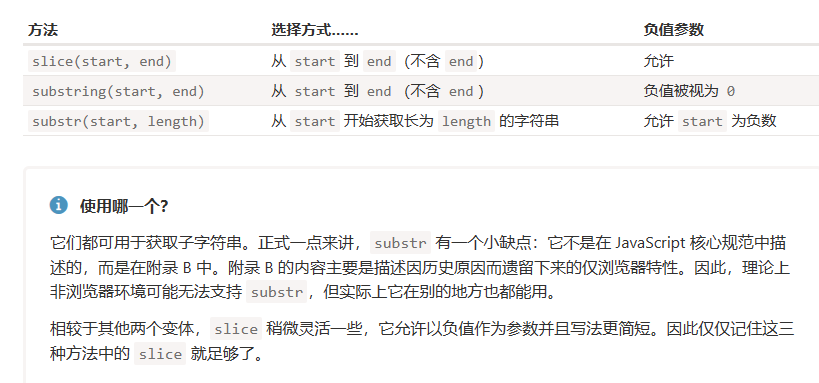 方法 选择方式…… 负值参数
slice(start, end) 从 start 到 end (不含 end) 允许
substring(start, end) 从 start 到 end (不含 end) 负值被视为 0
substr(start, length) 从 start 开始获取长为 length 的字符串 允许 start 为负数
使用哪一个？
它们都可用于获取子字符串。正式一点来讲，substr 有一个小缺点：它不是在 JavaScript 核心规范中描
述的，而是在附录 B 中。附录 B 的内容主要是描述因历史原因而遗留下来的仅浏览器特性。因此，理论上
非浏览器环境可能无法支持 substr，但实际上它在别的地方也都能用。
相较于其他两个变体，slice 稍微灵活一些，它允许以负值作为参数并且写法更简短。因此仅仅记住这三
种方法中的 slice 就足够了。